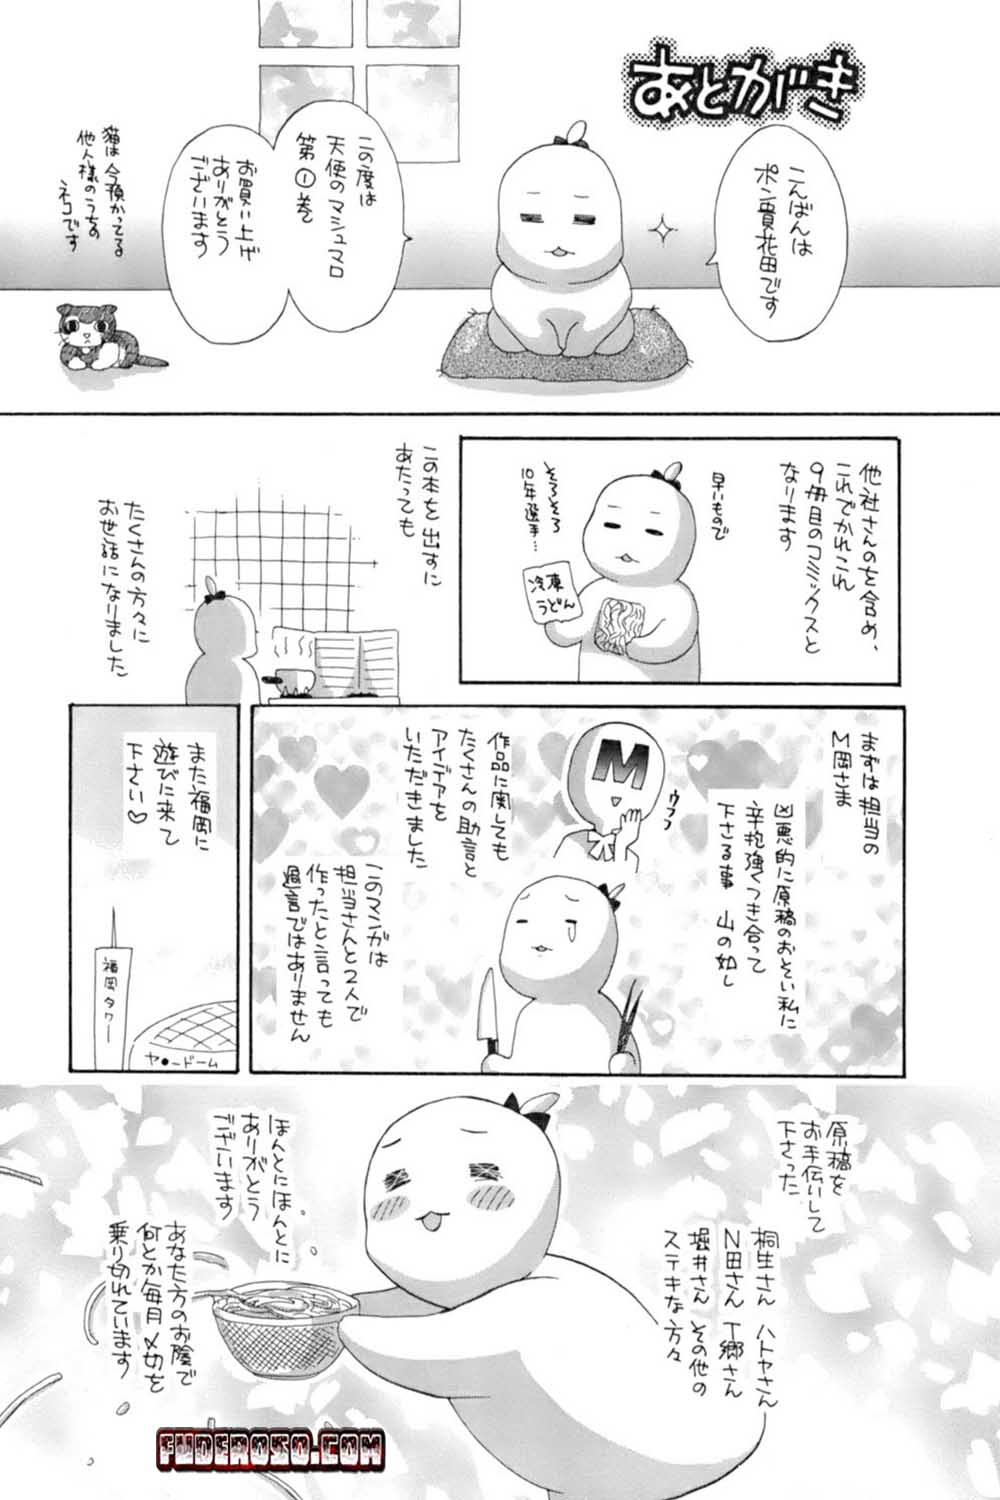 あとがき
こんばんは
ポン貴花田です
この度は
天使のマシュマロ
第①巻
お買い上げ
ありがとう
ございます
猫は今預かってる
他人様のうちの
ネコです
他社さんのを含め、
これでかれこれ
9冊目のコミックスと
なります
早いもので
そろそろ
10年選手…
冷凍
うどん
この本を出すに
あたっても
たくさんの方々に
お世話になりました
まずは担当の
M岡さま
凶悪的に原稿のおそい私に
辛抱強くつき合って
下さる事 山の如し
M
ウフフ
作品に関しても
たくさんの助言と
アイデアを
いただきました
このマンガは
担当さんと2人で
作ったと言っても
過言ではありません
また福岡に
遊びに来て
下さい♡
福岡タワー
ヤ●ードーム
原稿を
お手伝いして
下さった
桐生さん ハトヤさん
N田さん T郷さん
堀井さん その他の
ステキな方々
ほんとにほんとに
ありがとう
ございます
あなた方のお陰で
何とか毎月〆切を
乗り切れています
FUDEROSO.COM